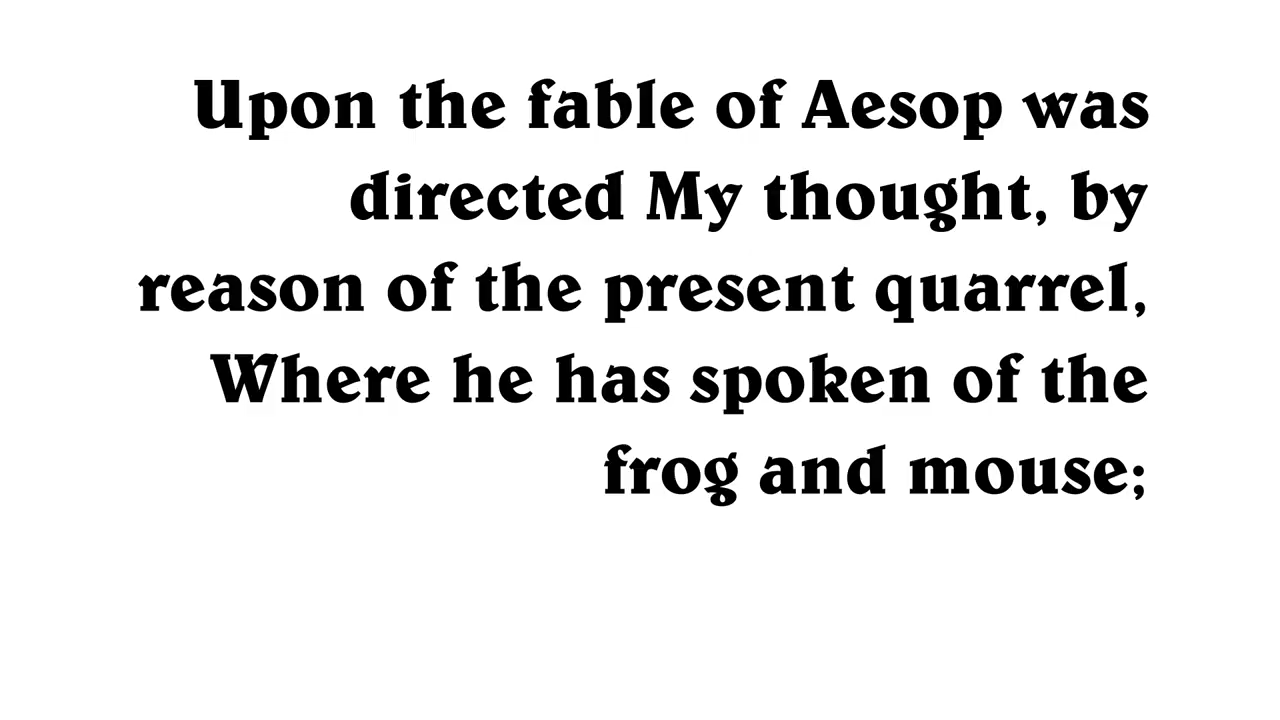 Upon the fable of Aesop was
directed My thought, by
reason of the present quarrel,
Where he has spoken of the
frog and mouse;